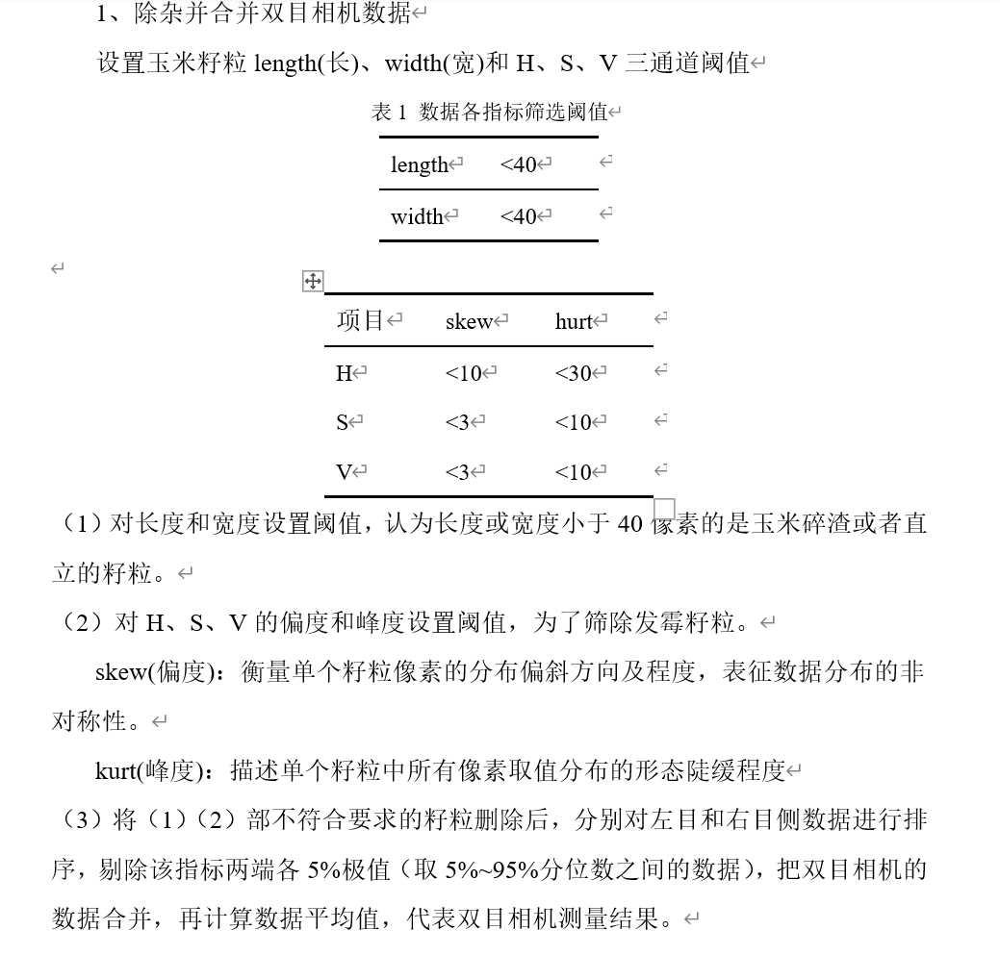 1、除杂并合并双目相机数据
设置玉米籽粒 length(长)、width(宽)和 H、S、V 三通道阈值
表 1 数据各指标筛选阈值
length <40
width <40
项目 skew hurt
H <10 <30
S <3 <10
V <3 <10
（1）对长度和宽度设置阈值，认为长度或宽度小于 40 像素的是玉米碎渣或者直
立的籽粒。
（2）对 H、S、V 的偏度和峰度设置阈值，为了筛除发霉籽粒。
skew(偏度)：衡量单个籽粒像素的分布偏斜方向及程度，表征数据分布的非
对称性。
kurt(峰度)：描述单个籽粒中所有像素取值分布的形态陡缓程度
（3）将（1）（2）部不符合要求的籽粒删除后，分别对左目和右目侧数据进行排
序，剔除该指标两端各 5%极值（取 5%~95%分位数之间的数据），把双目相机的
数据合并，再计算数据平均值，代表双目相机测量结果。